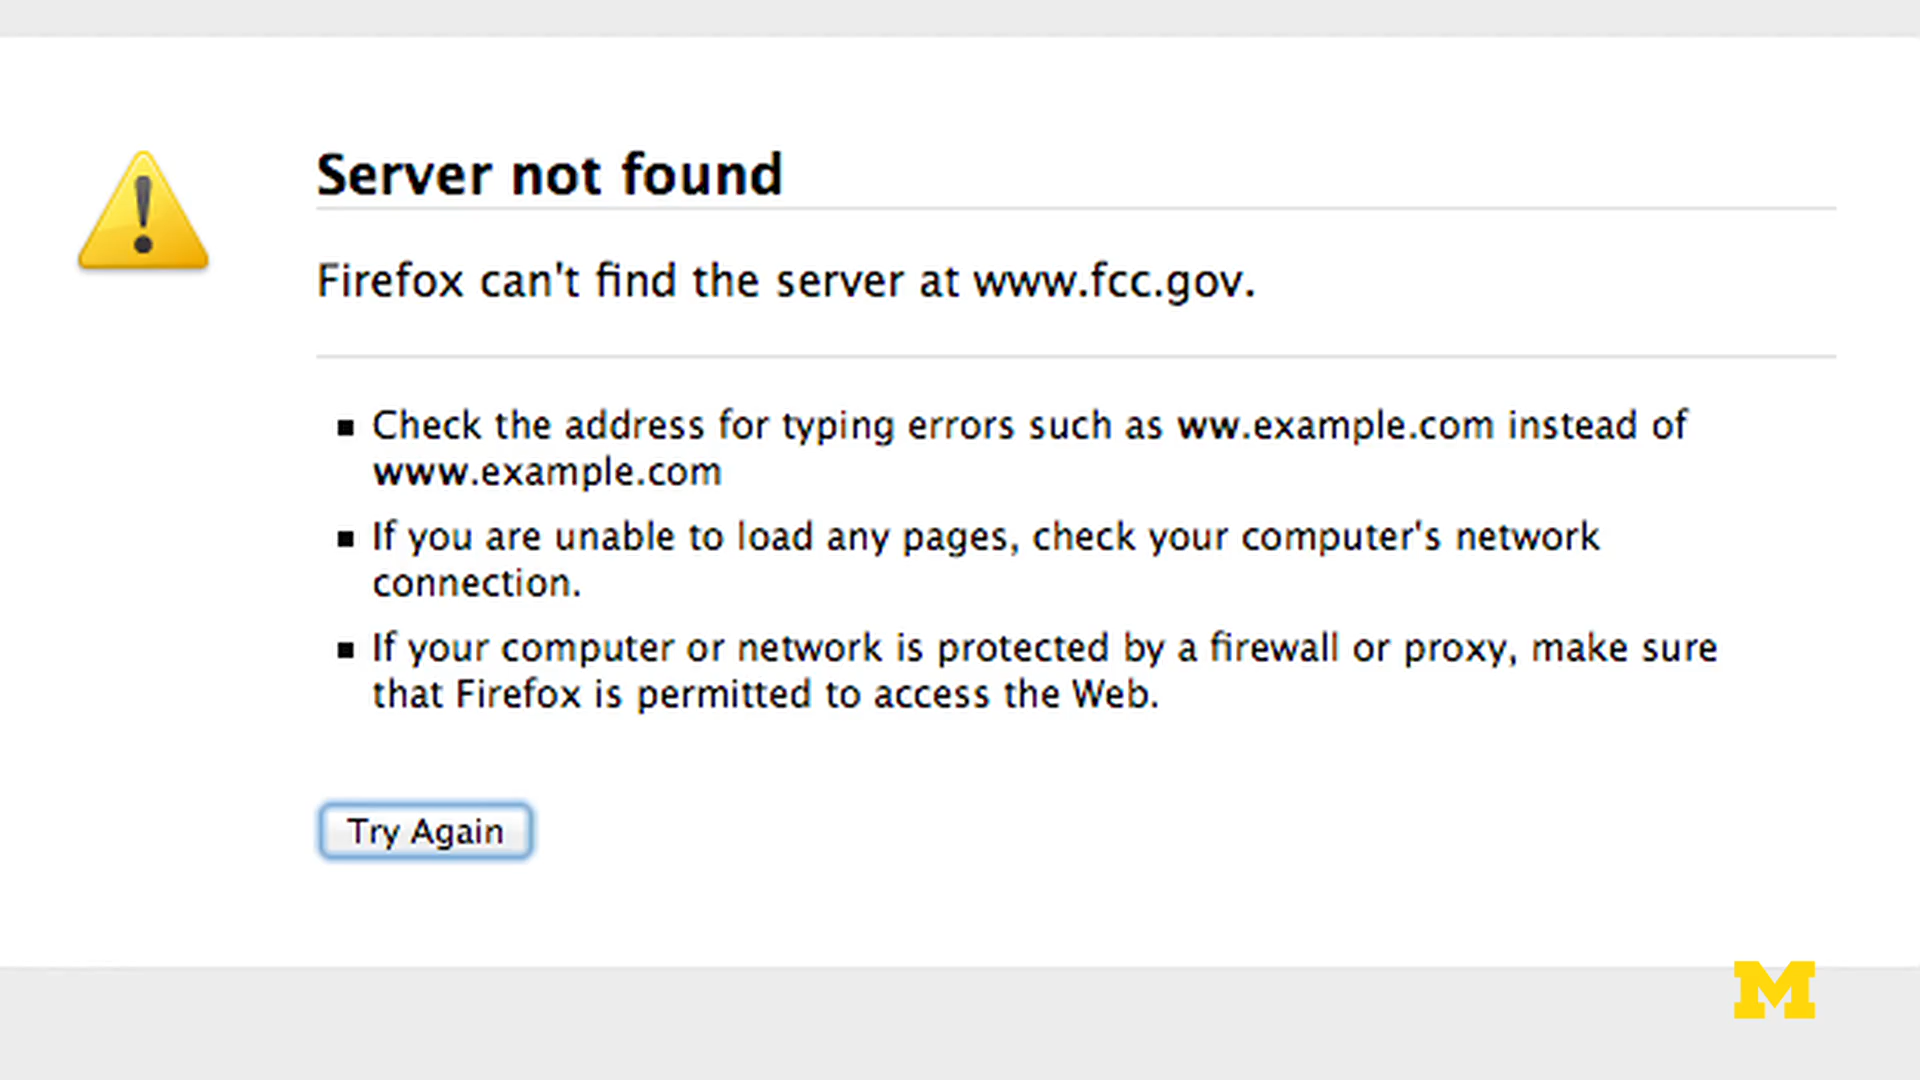 Server not found
Firefox can't find the server at www.fcc.gov.
Check the address for typing errors such as ww.example.com instead of
www.example.com
If you are unable to load any pages, check your computer's network
connection.
If your computer or network is protected by a firewall or proxy, make sure
that Firefox is permitted to access the Web.
Try Again
M